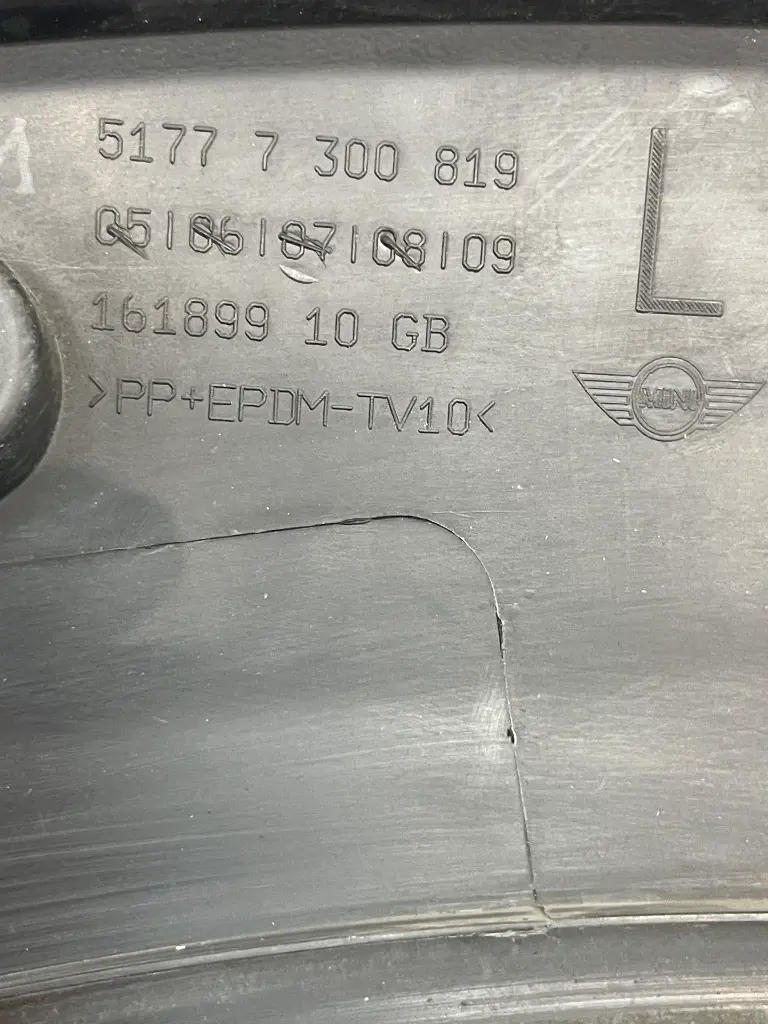 5177 7 300 819
05|06|07|08|09
161899 10 GB
>PP+EPDM-TV10<
L
MINI